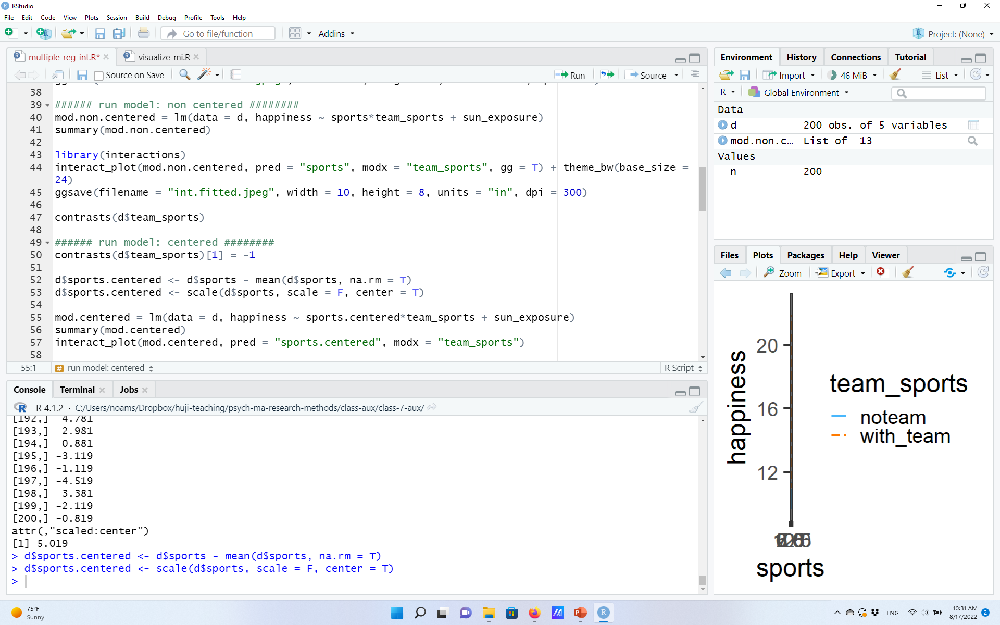 RStudio
File Edit Code View Plots Session Build Debug Profile Tools Help
Go to file/function Addins Project: (None)
multiple-reg-int.R* visualize-mi.R
Source on Save Run Source
38
39 ###### run model: non centered ########
40 mod.non.centered = lm(data = d, happiness ~ sports*team_sports + sun_exposure)
41 summary(mod.non.centered)
42
43 library(interactions)
44 interact_plot(mod.non.centered, pred = "sports", modx = "team_sports", gg = T) + theme_bw(base_size =
24)
45 ggsave(filename = "int.fitted.jpeg", width = 10, height = 8, units = "in", dpi = 300)
46
47 contrasts(d$team_sports)
48
49 ###### run model: centered ########
50 contrasts(d$team_sports)[1] = -1
51
52 d$sports.centered <- d$sports - mean(d$sports, na.rm = T)
53 d$sports.centered <- scale(d$sports, scale = F, center = T)
54
55 mod.centered = lm(data = d, happiness ~ sports.centered*team_sports + sun_exposure)
56 summary(mod.centered)
57 interact_plot(mod.centered, pred = "sports.centered", modx = "team_sports")
58
55:1 # run model: centered R Script
Console Terminal Jobs
R 4.1.2 · C:/Users/noams/Dropbox/huji-teaching/psych-ma-research-methods/class-aux/class-7-aux/
[192,] 4.781
[193,] 2.981
[194,] 0.881
[195,] -3.119
[196,] -1.119
[197,] -4.519
[198,] 3.381
[199,] -2.119
[200,] -0.819
attr(,"scaled:center")
[1] 5.019
> d$sports.centered <- d$sports - mean(d$sports, na.rm = T)
> d$sports.centered <- scale(d$sports, scale = F, center = T)
>
Environment History Connections Tutorial
Import 46 MiB List
R Global Environment
Data
d 200 obs. of 5 variables
mod.non.c… List of 13
Values
n 200
Files Plots Packages Help Viewer
Zoom Export
happiness
20
16
12
sports
team_sports
noteam
with_team
75°F
Sunny
ENG
10:31 AM
8/17/2022
2